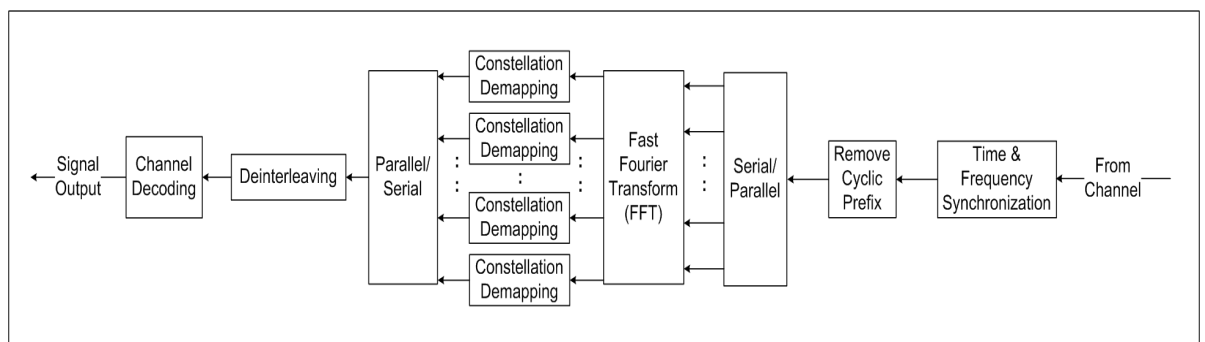 Signal
Output
Channel
Decoding
Deinterleaving
Parallel/
Serial
Constellation
Demapping
Constellation
Demapping
Constellation
Demapping
Constellation
Demapping
Fast
Fourier
Transform
(FFT)
Serial/
Parallel
Remove
Cyclic
Prefix
Time &
Frequency
Synchronization
From
Channel